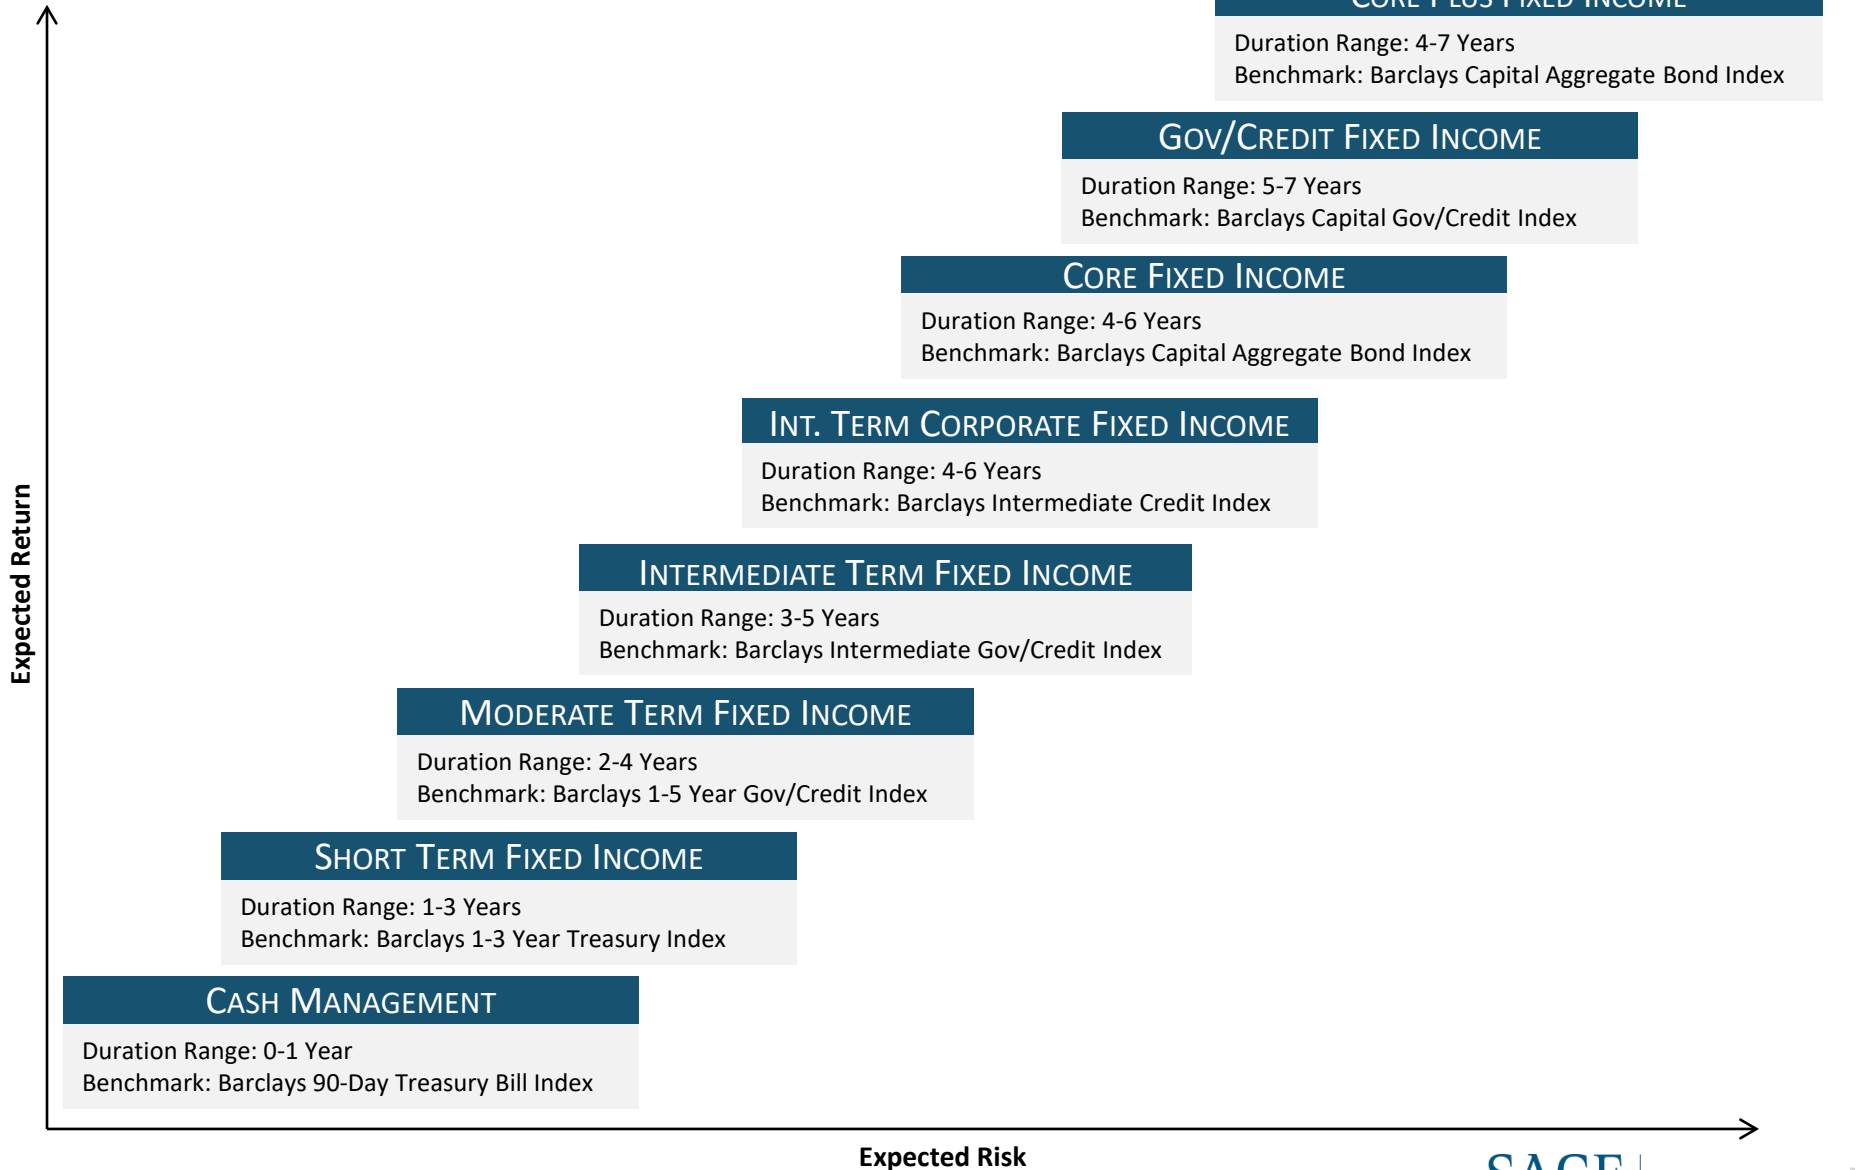 CORE PLUS FIXED INCOME
Duration Range: 4-7 Years
Benchmark: Barclays Capital Aggregate Bond Index
GOV/CREDIT FIXED INCOME
Duration Range: 5-7 Years
Benchmark: Barclays Capital Gov/Credit Index
CORE FIXED INCOME
Duration Range: 4-6 Years
Benchmark: Barclays Capital Aggregate Bond Index
INT. TERM CORPORATE FIXED INCOME
Duration Range: 4-6 Years
Benchmark: Barclays Intermediate Credit Index
INTERMEDIATE TERM FIXED INCOME
Duration Range: 3-5 Years
Benchmark: Barclays Intermediate Gov/Credit Index
MODERATE TERM FIXED INCOME
Duration Range: 2-4 Years
Benchmark: Barclays 1-5 Year Gov/Credit Index
SHORT TERM FIXED INCOME
Duration Range: 1-3 Years
Benchmark: Barclays 1-3 Year Treasury Index
CASH MANAGEMENT
Duration Range: 0-1 Year
Benchmark: Barclays 90-Day Treasury Bill Index
Expected Return
Expected Risk
SAGE